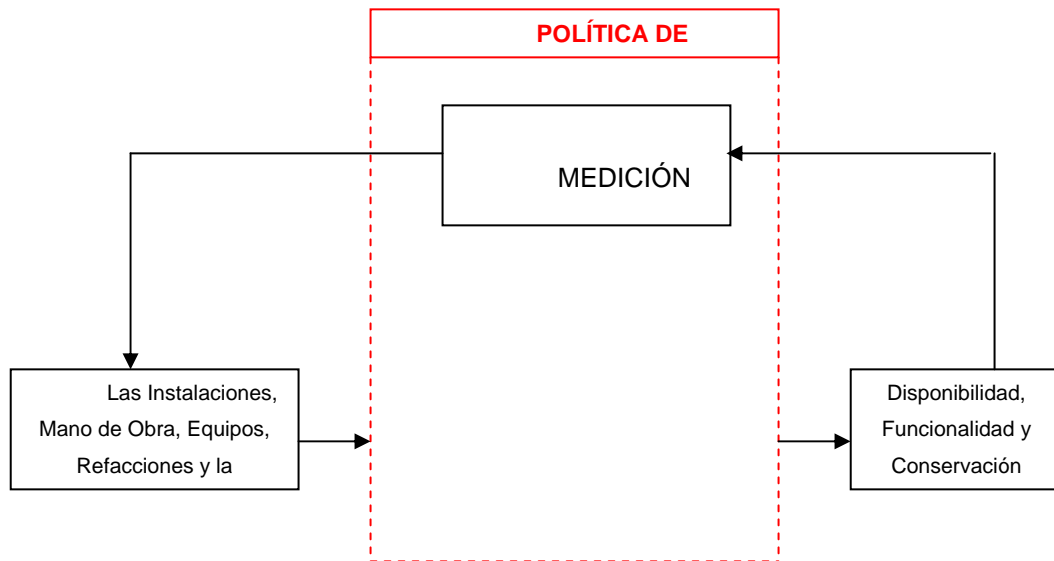 POLÍTICA DE
MEDICIÓN
Las Instalaciones,
Mano de Obra, Equipos,
Refacciones y la
Disponibilidad,
Funcionalidad y
Conservación